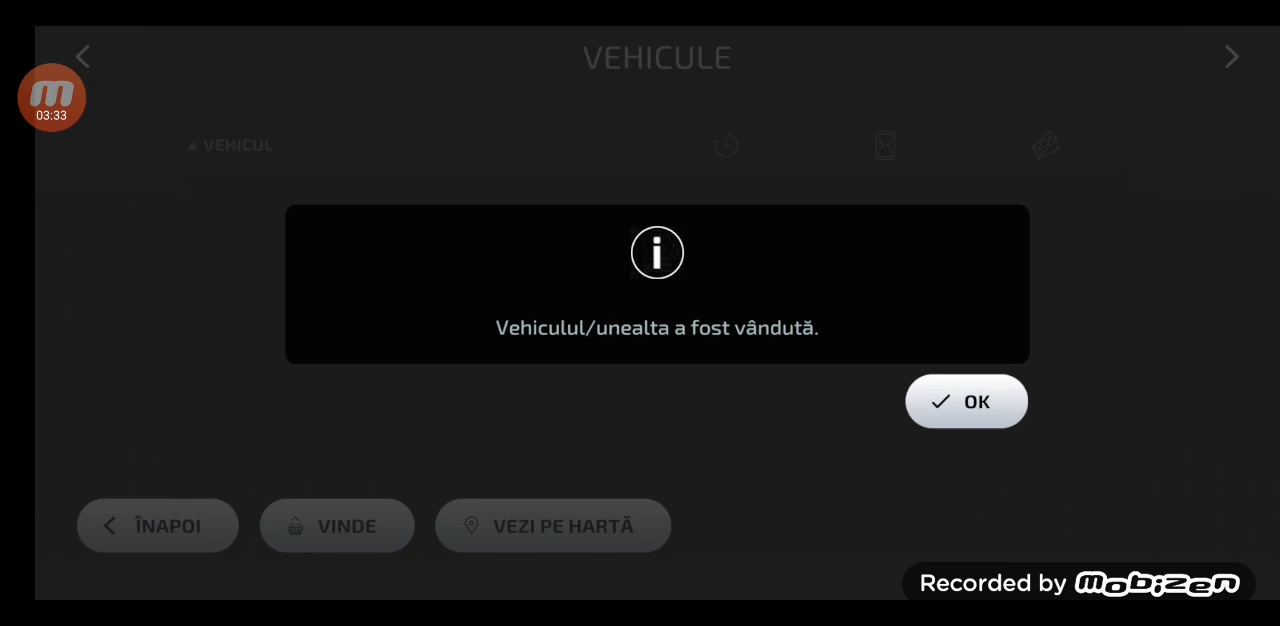 VEHICULE
03:33
VEHICUL
Vehiculul/unealta a fost vândută.
OK
ÎNAPOI
VINDE
VEZI PE HARTĂ
Recorded by mobizen